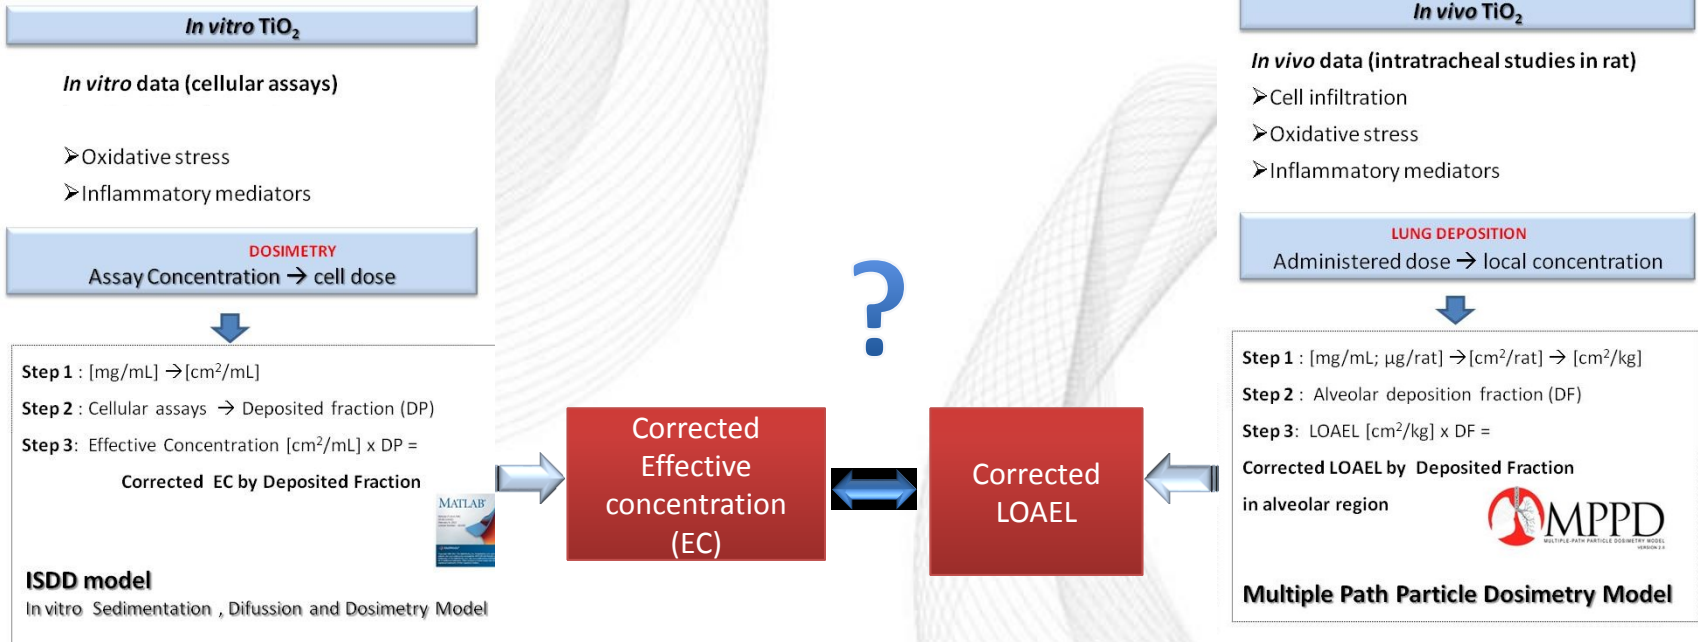 In vitro TiO₂
In vitro data (cellular assays)
➢Oxidative stress
➢Inflammatory mediators
DOSIMETRY
Assay Concentration → cell dose
Step 1 : [mg/mL] →[cm²/mL]
Step 2 : Cellular assays → Deposited fraction (DP)
Step 3: Effective Concentration [cm²/mL] x DP =
Corrected EC by Deposited Fraction
MATLAB®
ISDD model
In vitro Sedimentation , Difussion and Dosimetry Model
?
Corrected
Effective
concentration
(EC)
Corrected
LOAEL
In vivo TiO₂
In vivo data (intratracheal studies in rat)
➢Cell infiltration
➢Oxidative stress
➢Inflammatory mediators
LUNG DEPOSITION
Administered dose → local concentration
Step 1 : [mg/mL; µg/rat] →[cm²/rat] → [cm²/kg]
Step 2 : Alveolar deposition fraction (DF)
Step 3: LOAEL [cm²/kg] x DF =
Corrected LOAEL by Deposited Fraction
in alveolar region
MPPD
MULTIPLE-PATH PARTICLE DOSIMETRY MODEL
Multiple Path Particle Dosimetry Model